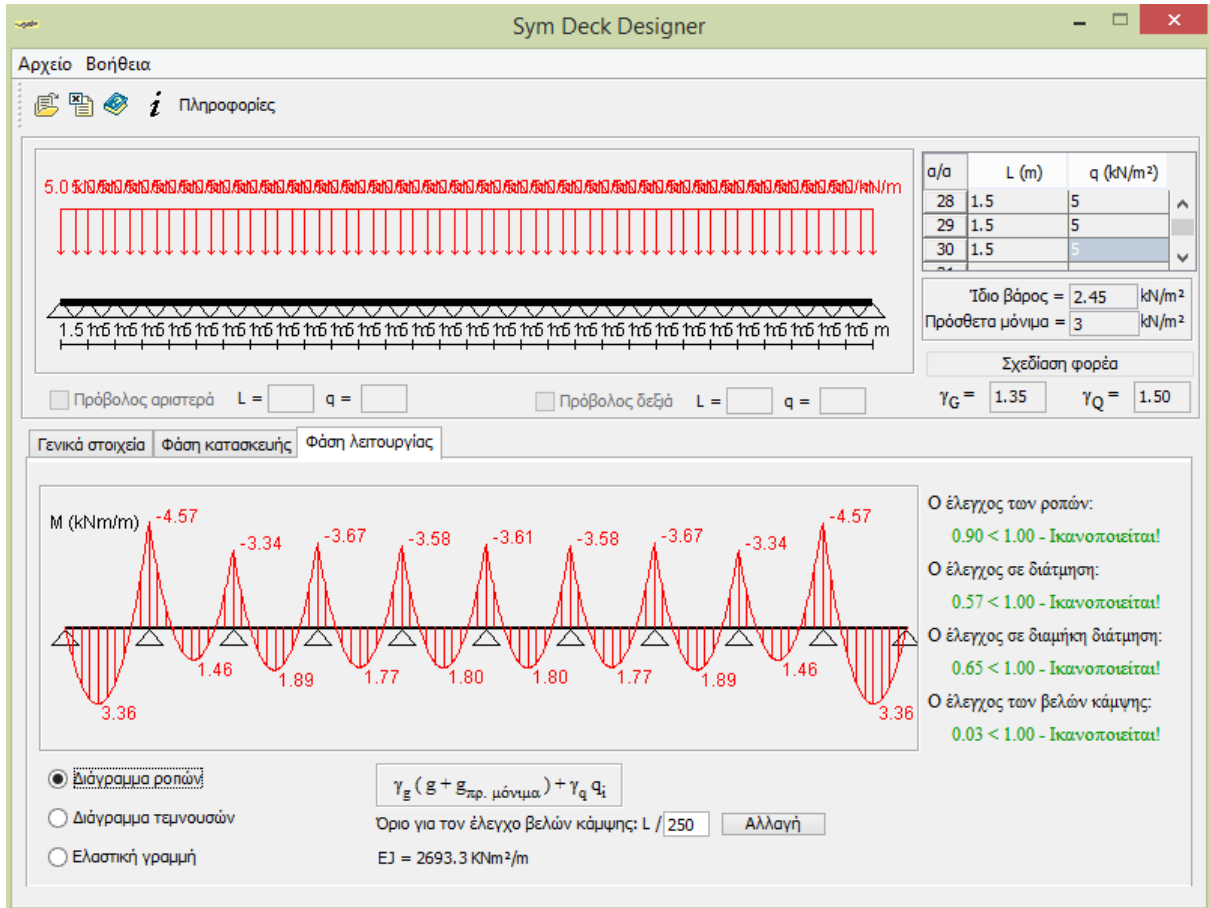 Sym Deck Designer
Αρχείο Βοήθεια
Πληροφορίες
5.0 kN/m
1.5 m
α/α L (m) q (kN/m²)
28 1.5 5
29 1.5 5
30 1.5 5
Ίδιο βάρος = 2.45 kN/m²
Πρόσθετα μόνιμα = 3 kN/m²
Σχεδίαση φορέα
Πρόβολος αριστερά L = q =
Πρόβολος δεξιά L = q =
γG = 1.35 γQ = 1.50
Γενικά στοιχεία Φάση κατασκευής Φάση λειτουργίας
M (kNm/m)
-4.57 -3.34 -3.67 -3.58 -3.61 -3.58 -3.67 -3.34 -4.57
3.36 1.46 1.89 1.77 1.80 1.80 1.77 1.89 1.46 3.36
Ο έλεγχος των ροπών:
0.90 < 1.00 - Ικανοποιείται!
Ο έλεγχος σε διάτμηση:
0.57 < 1.00 - Ικανοποιείται!
Ο έλεγχος σε διαμήκη διάτμηση:
0.65 < 1.00 - Ικανοποιείται!
Ο έλεγχος των βελών κάμψης:
0.03 < 1.00 - Ικανοποιείται!
Διάγραμμα ροπών
Διάγραμμα τεμνουσών
Ελαστική γραμμή
γg ( g + gπρ. μόνιμα ) + γq qi
Όριο για τον έλεγχο βελών κάμψης: L / 250 Αλλαγή
EJ = 2693.3 KNm²/m